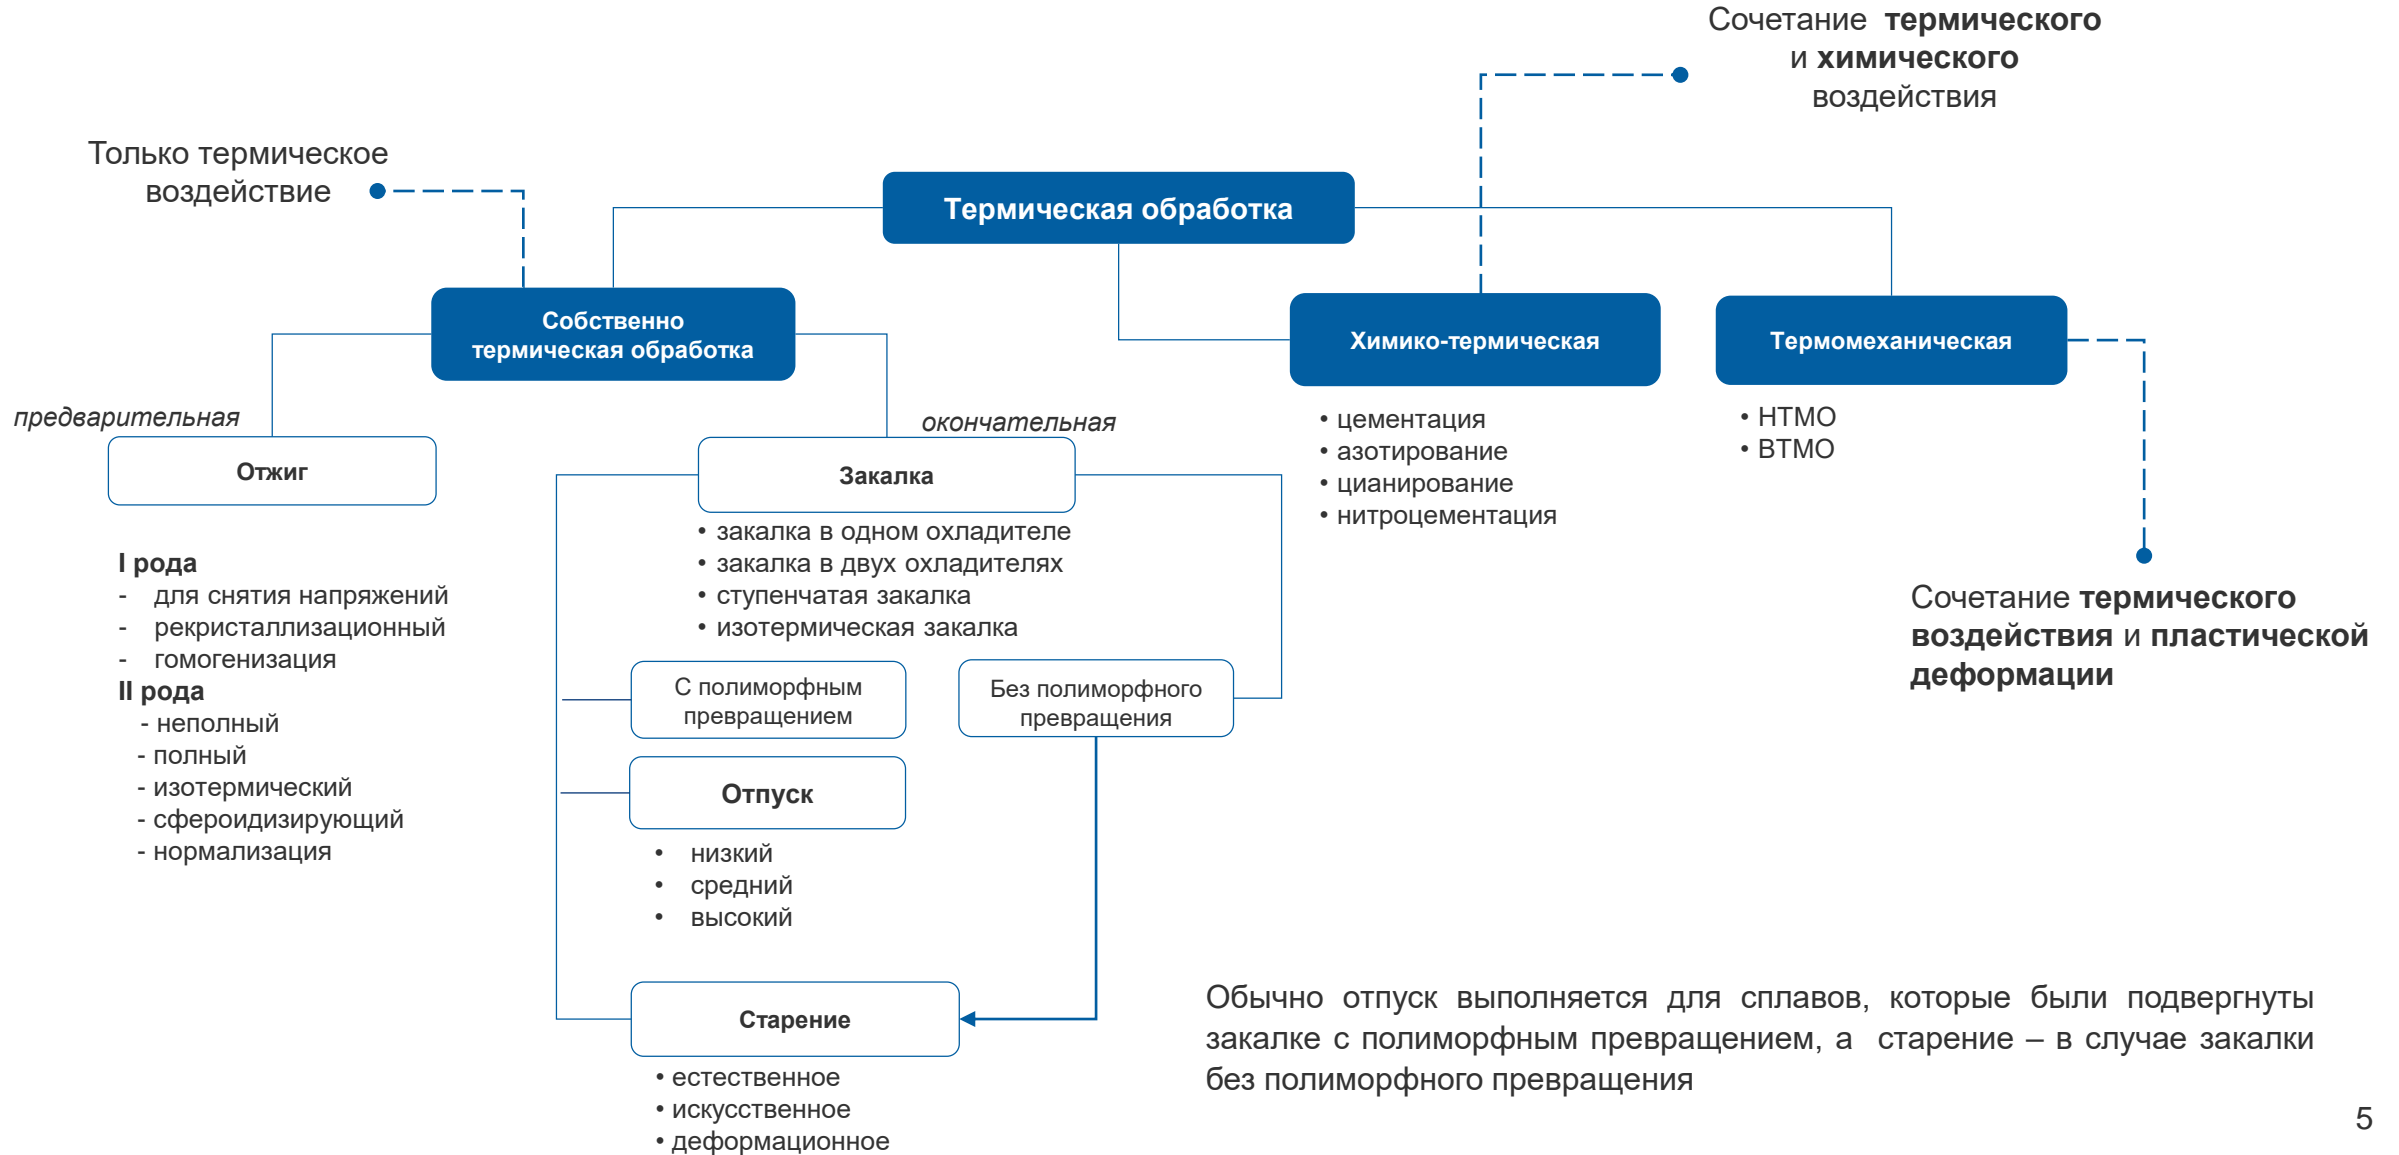 Сочетание термического
и химического
воздействия
Только термическое
воздействие
Термическая обработка
Собственно
термическая обработка
Химико-термическая
Термомеханическая
предварительная
окончательная
Отжиг
Закалка
• цементация
• азотирование
• цианирование
• нитроцементация
• НТМО
• ВТМО
I рода
- для снятия напряжений
- рекристаллизационный
- гомогенизация
II рода
- неполный
- полный
- изотермический
- сфероидизирующий
- нормализация
• закалка в одном охладителе
• закалка в двух охладителях
• ступенчатая закалка
• изотермическая закалка
С полиморфным
превращением
Без полиморфного
превращения
Отпуск
• низкий
• средний
• высокий
Старение
• естественное
• искусственное
• деформационное
Сочетание термического
воздействия и пластической
деформации
Обычно отпуск выполняется для сплавов, которые были подвергнуты
закалке с полиморфным превращением, а старение – в случае закалки
без полиморфного превращения
5